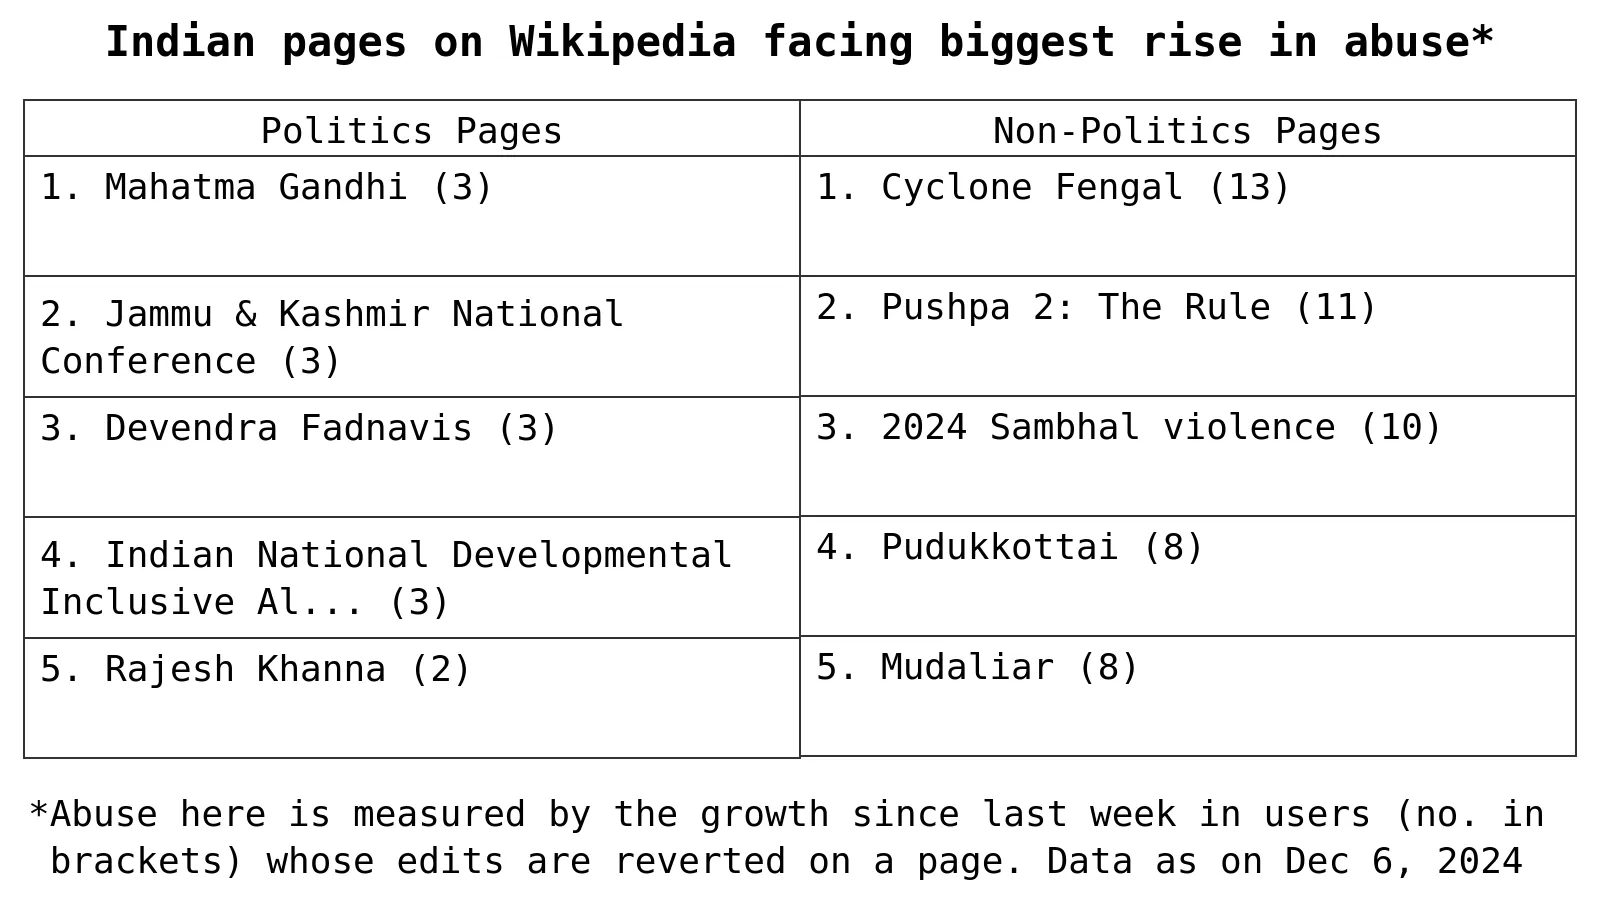 Indian pages on Wikipedia facing biggest rise in abuse*
Politics Pages
1. Mahatma Gandhi (3)
2. Jammu & Kashmir National
Conference (3)
3. Devendra Fadnavis (3)
4. Indian National Developmental
Inclusive Al... (3)
5. Rajesh Khanna (2)
Non-Politics Pages
1. Cyclone Fengal (13)
2. Pushpa 2: The Rule (11)
3. 2024 Sambhal violence (10)
4. Pudukkottai (8)
5. Mudaliar (8)
*Abuse here is measured by the growth since last week in users (no. in
brackets) whose edits are reverted on a page. Data as on Dec 6, 2024